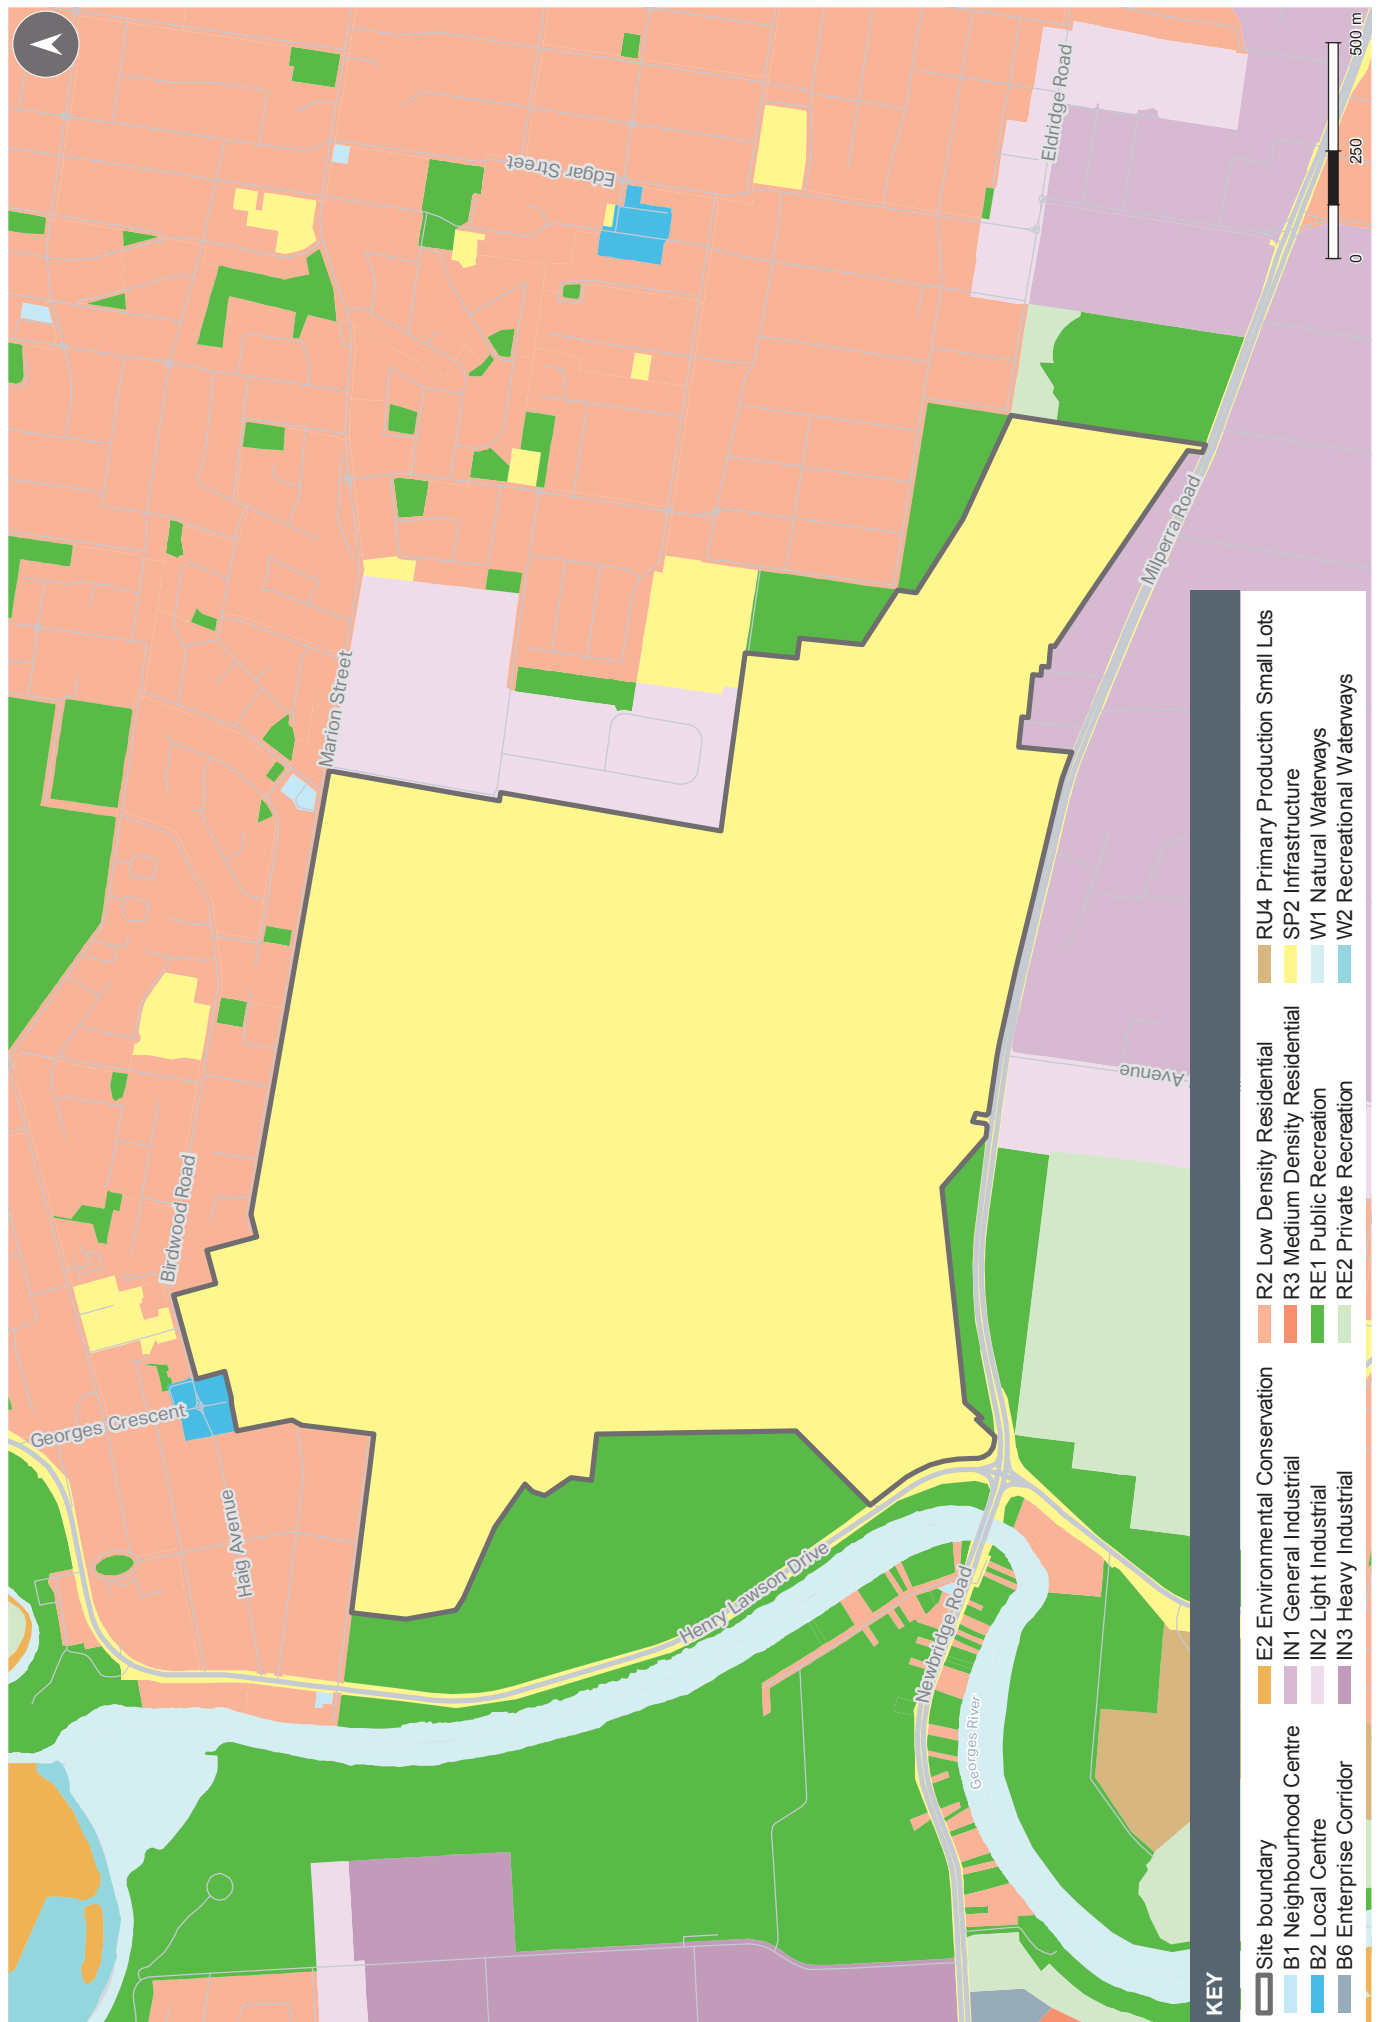 Georges Crescent
Haig Avenue
Birdwood Road
Marion Street
Edgar Street
Eldridge Road
Milperra Road
Avenue
Henry Lawson Drive
Newbridge Road
Georges River
0 250 500 m
KEY
Site boundary
B1 Neighbourhood Centre
B2 Local Centre
B6 Enterprise Corridor
E2 Environmental Conservation
IN1 General Industrial
IN2 Light Industrial
IN3 Heavy Industrial
R2 Low Density Residential
R3 Medium Density Residential
RE1 Public Recreation
RE2 Private Recreation
RU4 Primary Production Small Lots
SP2 Infrastructure
W1 Natural Waterways
W2 Recreational Waterways